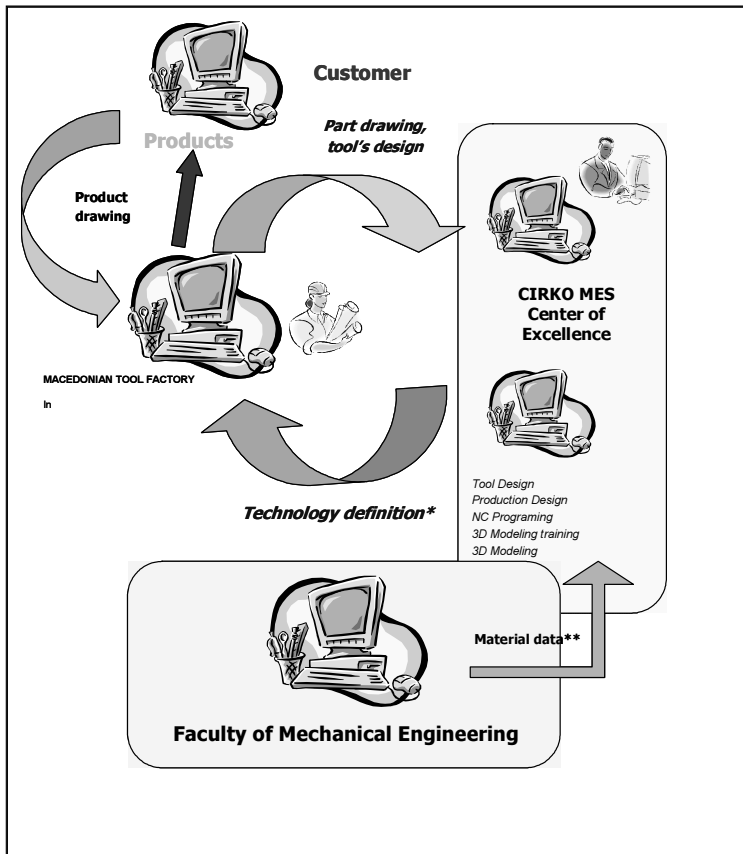 Customer
Products
Part drawing,
tool's design
Product
drawing
CIRKO MES
Center of
Excellence
MACEDONIAN TOOL FACTORY
In
Tool Design
Production Design
NC Programing
3D Modeling training
3D Modeling
Technology definition*
Material data**
Faculty of Mechanical Engineering